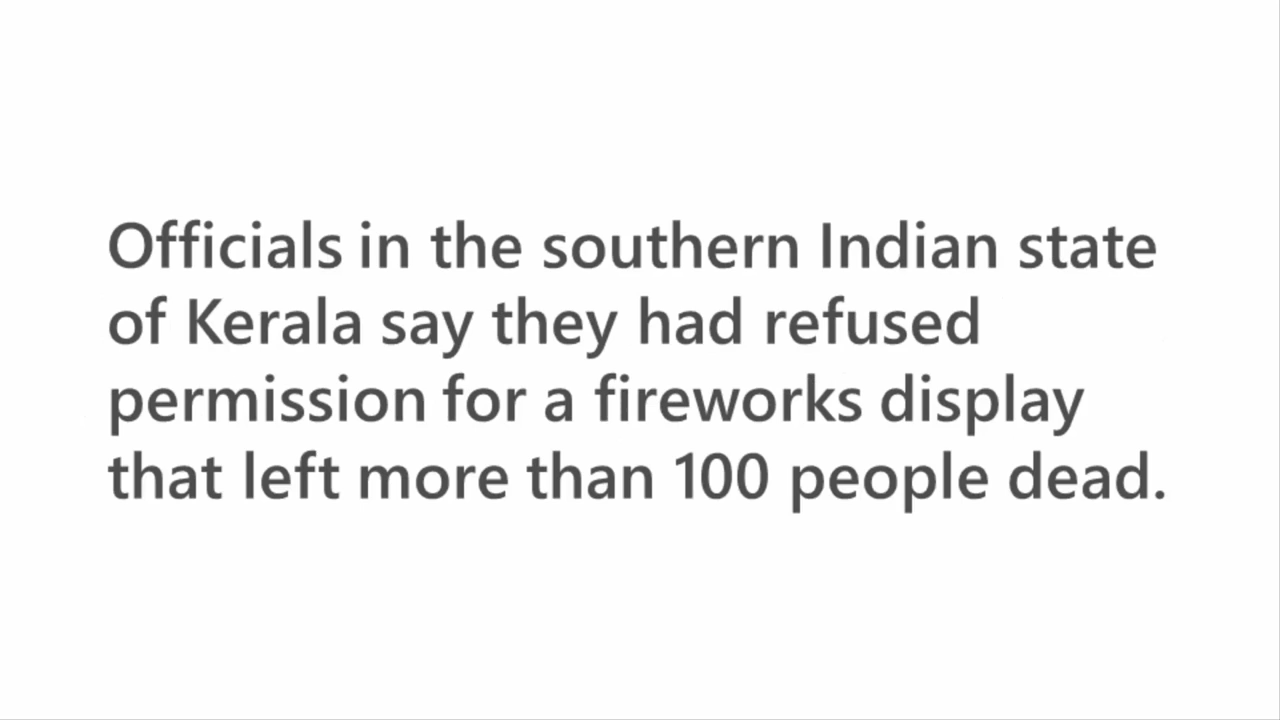 Officials in the southern Indian state
of Kerala say they had refused
permission for a fireworks display
that left more than 100 people dead.